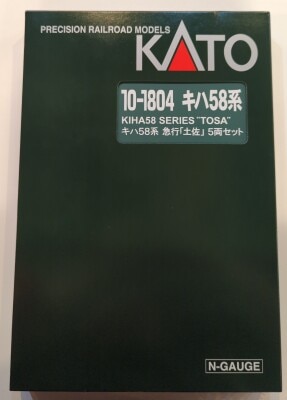 PRECISION RAILROAD MODELS
KATO
10-1804 キハ58系
KIHA58 SERIES "TOSA"
キハ58系 急行「土佐」 5両セット
N-GAUGE